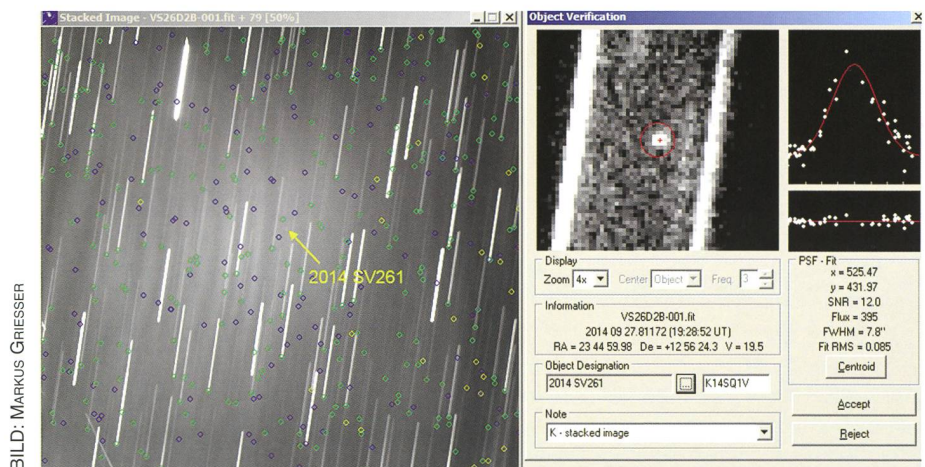 Stacked Image - VS26D2B-001.fit + 79 [50%]
2014 SV261
BILD: MARKUS GRIESSER
Object Verification
Display
Zoom 4x Center Object Freq. 3
Information
VS26D2B-001.fit
2014 09 27.81172 (19:28:52 UT)
RA = 23 44 59.98 De = +12 56 24.3 V = 19.5
Object Designation
2014 SV261 ... K14SQ1V
Note
K - stacked image
PSF - Fit
x = 525.47
y = 431.97
SNR = 12.0
Flux = 395
FWHM = 7.8"
Fit RMS = 0.085
Centroid
Accept
Reject